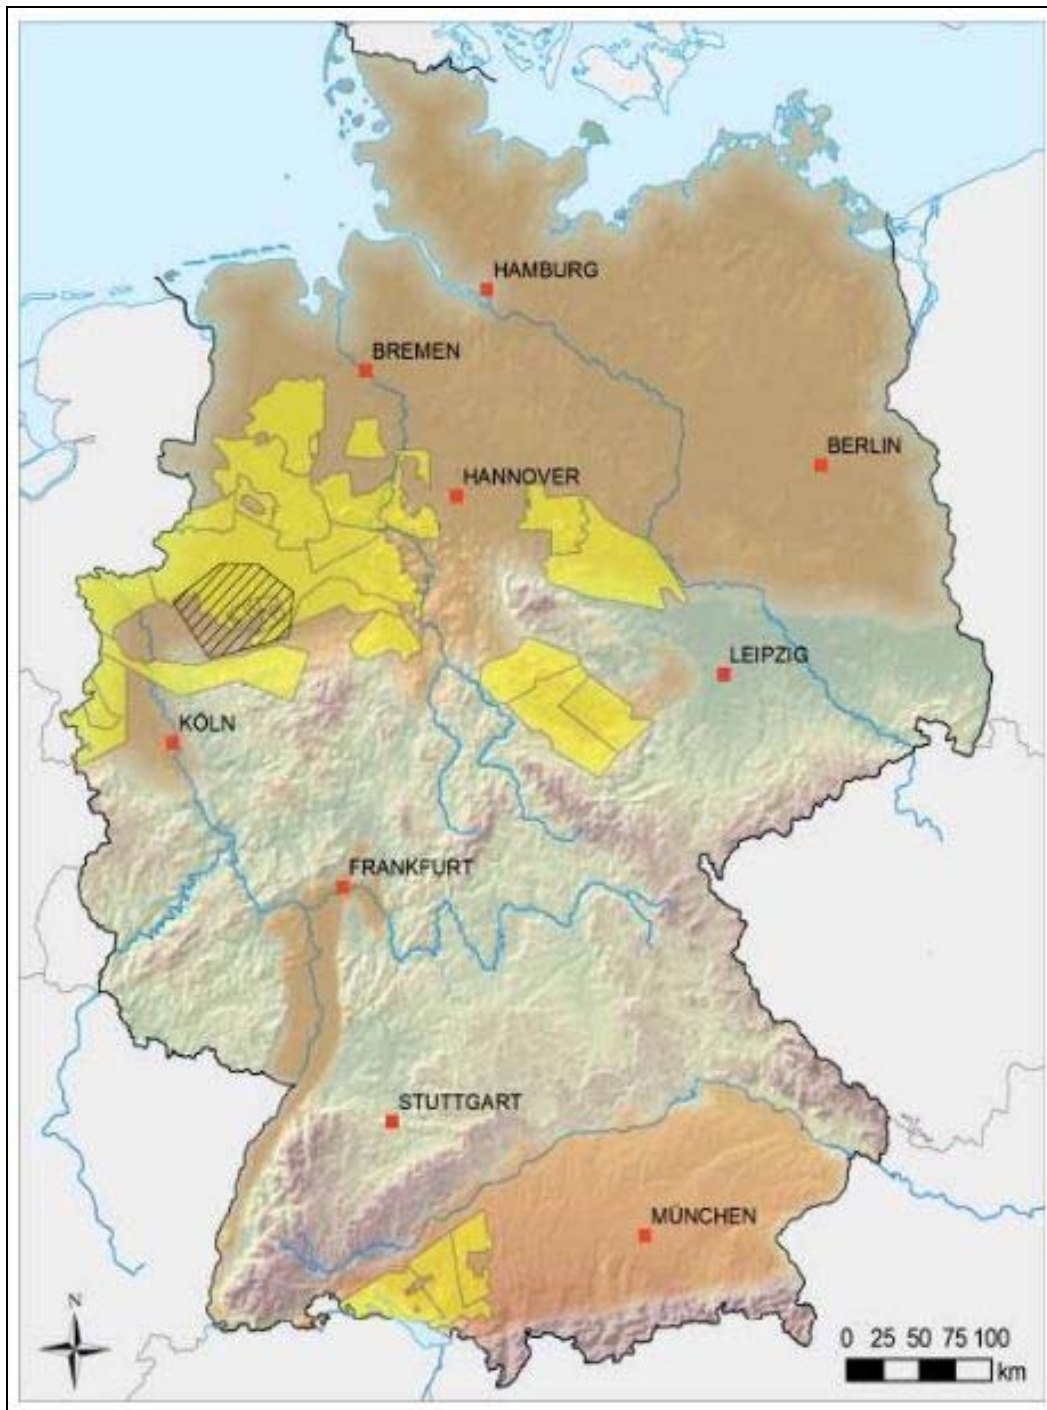 HAMBURG
BREMEN
BERLIN
HANNOVER
LEIPZIG
KÖLN
FRANKFURT
STUTTGART
MÜNCHEN
N
0 25 50 75 100
km